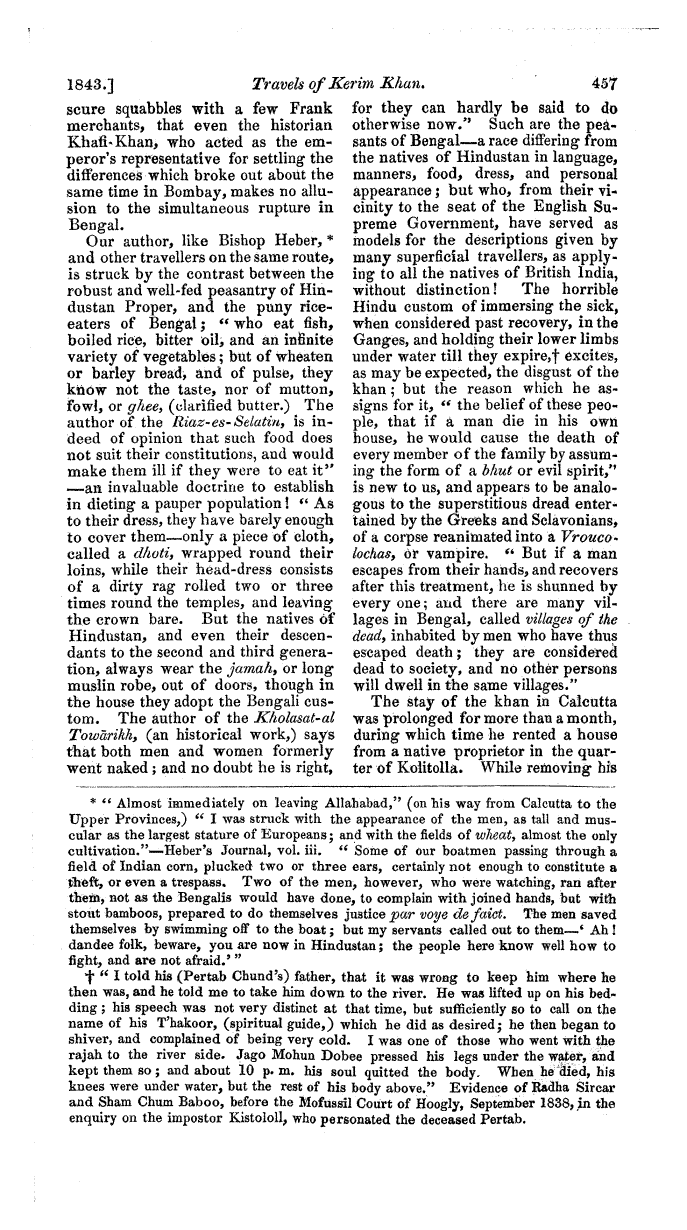 1843.] Travels of Kerim Khan. 457
scure squabbles with a few Frank
merchants, that even the historian
Khafi-Khan, who acted as the em-
peror's representative for settling the
differences which broke out about the
same time in Bombay, makes no allu-
sion to the simultaneous rupture in
Bengal.
Our author, like Bishop Heber, *
and other travellers on the same route,
is struck by the contrast between the
robust and well-fed peasantry of Hin-
dustan Proper, and the puny rice-
eaters of Bengal; “who eat fish,
boiled rice, bitter oil, and an infinite
variety of vegetables; but of wheaten
or barley bread, and of pulse, they
know not the taste, nor of mutton,
fowl, or ghee, (clarified butter.) The
author of the Riaz-es-Selatin, is in-
deed of opinion that such food does
not suit their constitutions, and would
make them ill if they were to eat it”
—an invaluable doctrine to establish
in dieting a pauper population! “As
to their dress, they have barely enough
to cover them—only a piece of cloth,
called a dhoti, wrapped round their
loins, while their head-dress consists
of a dirty rag rolled two or three
times round the temples, and leaving
the crown bare. But the natives of
Hindustan, and even their descen-
dants to the second and third genera-
tion, always wear the jamah, or long
muslin robe, out of doors, though in
the house they adopt the Bengali cus-
tom. The author of the Kholasat-al
Towārikh, (an historical work,) says
that both men and women formerly
went naked; and no doubt he is right,
for they can hardly be said to do
otherwise now.” Such are the pea-
sants of Bengal—a race differing from
the natives of Hindustan in language,
manners, food, dress, and personal
appearance; but who, from their vi-
cinity to the seat of the English Su-
preme Government, have served as
models for the descriptions given by
many superficial travellers, as apply-
ing to all the natives of British India,
without distinction! The horrible
Hindu custom of immersing the sick,
when considered past recovery, in the
Ganges, and holding their lower limbs
under water till they expire,† excites,
as may be expected, the disgust of the
khan; but the reason which he as-
signs for it, “the belief of these peo-
ple, that if a man die in his own
house, he would cause the death of
every member of the family by assum-
ing the form of a bhut or evil spirit,”
is new to us, and appears to be analo-
gous to the superstitious dread enter-
tained by the Greeks and Sclavonians,
of a corpse reanimated into a Vrouco-
lochas, or vampire. “But if a man
escapes from their hands, and recovers
after this treatment, he is shunned by
every one; and there are many vil-
lages in Bengal, called villages of the
dead, inhabited by men who have thus
escaped death; they are considered
dead to society, and no other persons
will dwell in the same villages.”
The stay of the khan in Calcutta
was prolonged for more than a month,
during which time he rented a house
from a native proprietor in the quar-
ter of Kolitolla. While removing his
* “Almost immediately on leaving Allahabad,” (on his way from Calcutta to the
Upper Provinces,) “I was struck with the appearance of the men, as tall and mus-
cular as the largest stature of Europeans; and with the fields of wheat, almost the only
cultivation.”—Heber's Journal, vol. iii. “Some of our boatmen passing through a
field of Indian corn, plucked two or three ears, certainly not enough to constitute a
theft, or even a trespass. Two of the men, however, who were watching, ran after
them, not as the Bengalis would have done, to complain with joined hands, but with
stout bamboos, prepared to do themselves justice par voye de faict. The men saved
themselves by swimming off to the boat; but my servants called out to them—‘Ah!
dandee folk, beware, you are now in Hindustan; the people here know well how to
fight, and are not afraid.’”
† “I told his (Pertab Chund's) father, that it was wrong to keep him where he
then was, and he told me to take him down to the river. He was lifted up on his bed-
ding; his speech was not very distinct at that time, but sufficiently so to call on the
name of his T'hakoor, (spiritual guide,) which he did as desired; he then began to
shiver, and complained of being very cold. I was one of those who went with the
rajah to the river side. Jago Mohun Dobee pressed his legs under the water, and
kept them so; and about 10 p. m. his soul quitted the body. When he died, his
knees were under water, but the rest of his body above.” Evidence of Radha Sircar
and Sham Chum Baboo, before the Mofussil Court of Hoogly, September 1838, in the
enquiry on the impostor Kistololl, who personated the deceased Pertab.